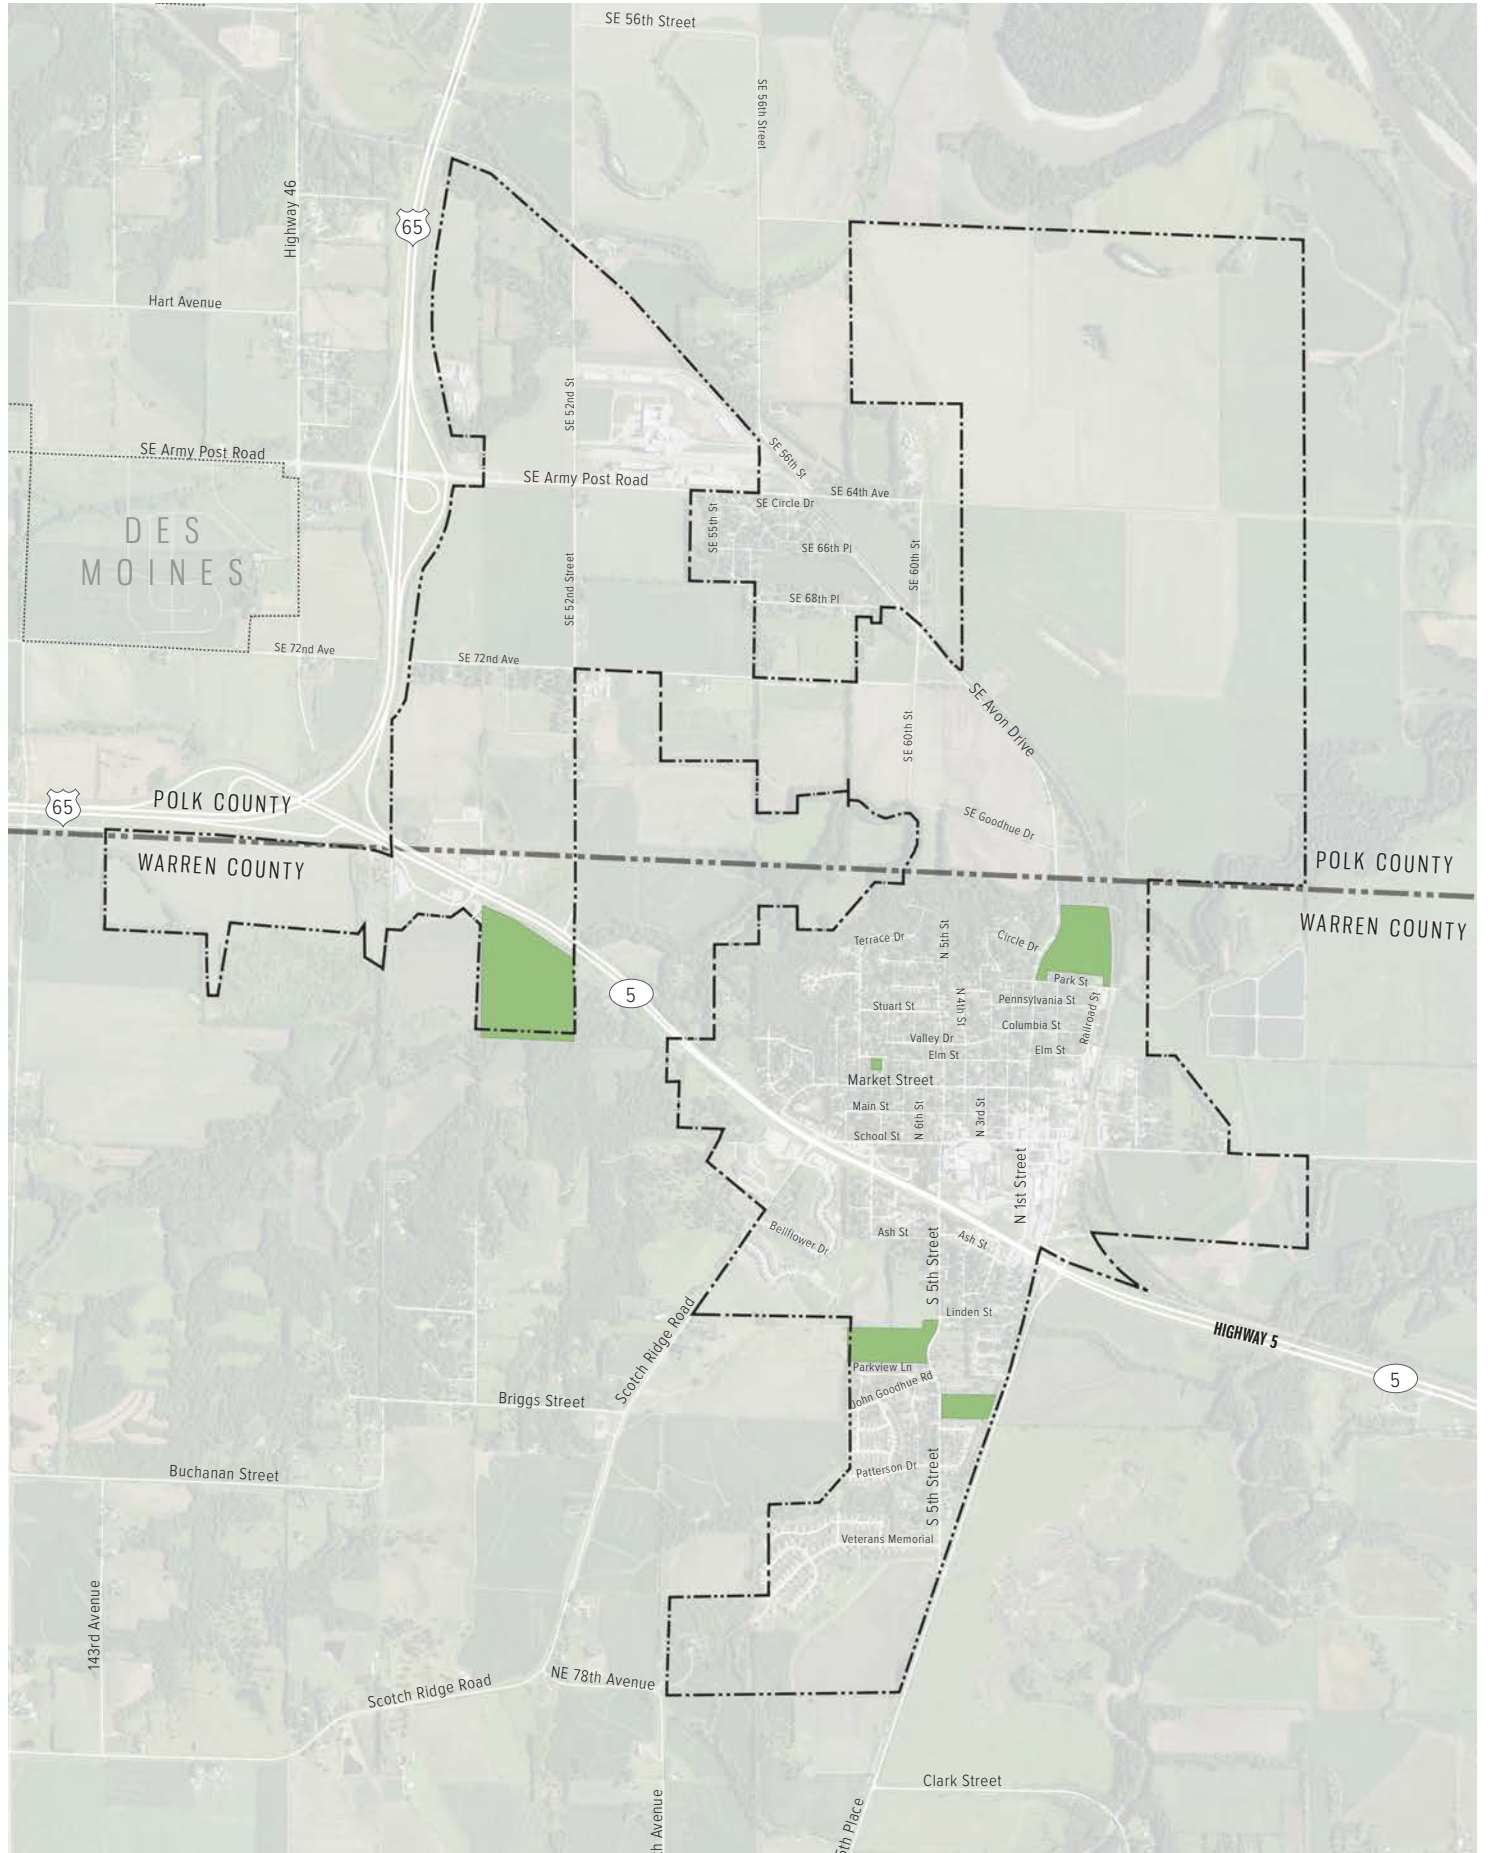 SE 56th Street
SE 56th Street
Highway 46
65
Hart Avenue
SE 52nd St
SE Army Post Road
SE 56th St
SE Army Post Road
SE 64th Ave
SE Circle Dr
DES
MOINES
SE 55th St
SE 66th Pl
SE 60th St
SE 52nd Street
SE 68th Pl
SE 72nd Ave
SE 72nd Ave
SE Avon Drive
SE 60th St
65
POLK COUNTY
SE Goodhue Dr
WARREN COUNTY
POLK COUNTY
WARREN COUNTY
Terrace Dr
N 5th St
Circle Dr
Park St
5
Stuart St
N 4th St
Pennsylvania St
Railroad St
Columbia St
Valley Dr
Elm St
Elm St
Market Street
Main St
N 6th St
N 3rd St
School St
N 1st Street
Bellflower Dr
Ash St
Ash St
S 5th Street
Linden St
HIGHWAY 5
Scotch Ridge Road
Parkview Ln
5
John Goodhue Rd
Briggs Street
Buchanan Street
Patterson Dr
S 5th Street
Veterans Memorial
143rd Avenue
NE 78th Avenue
Scotch Ridge Road
Clark Street
h Avenue
5th Place